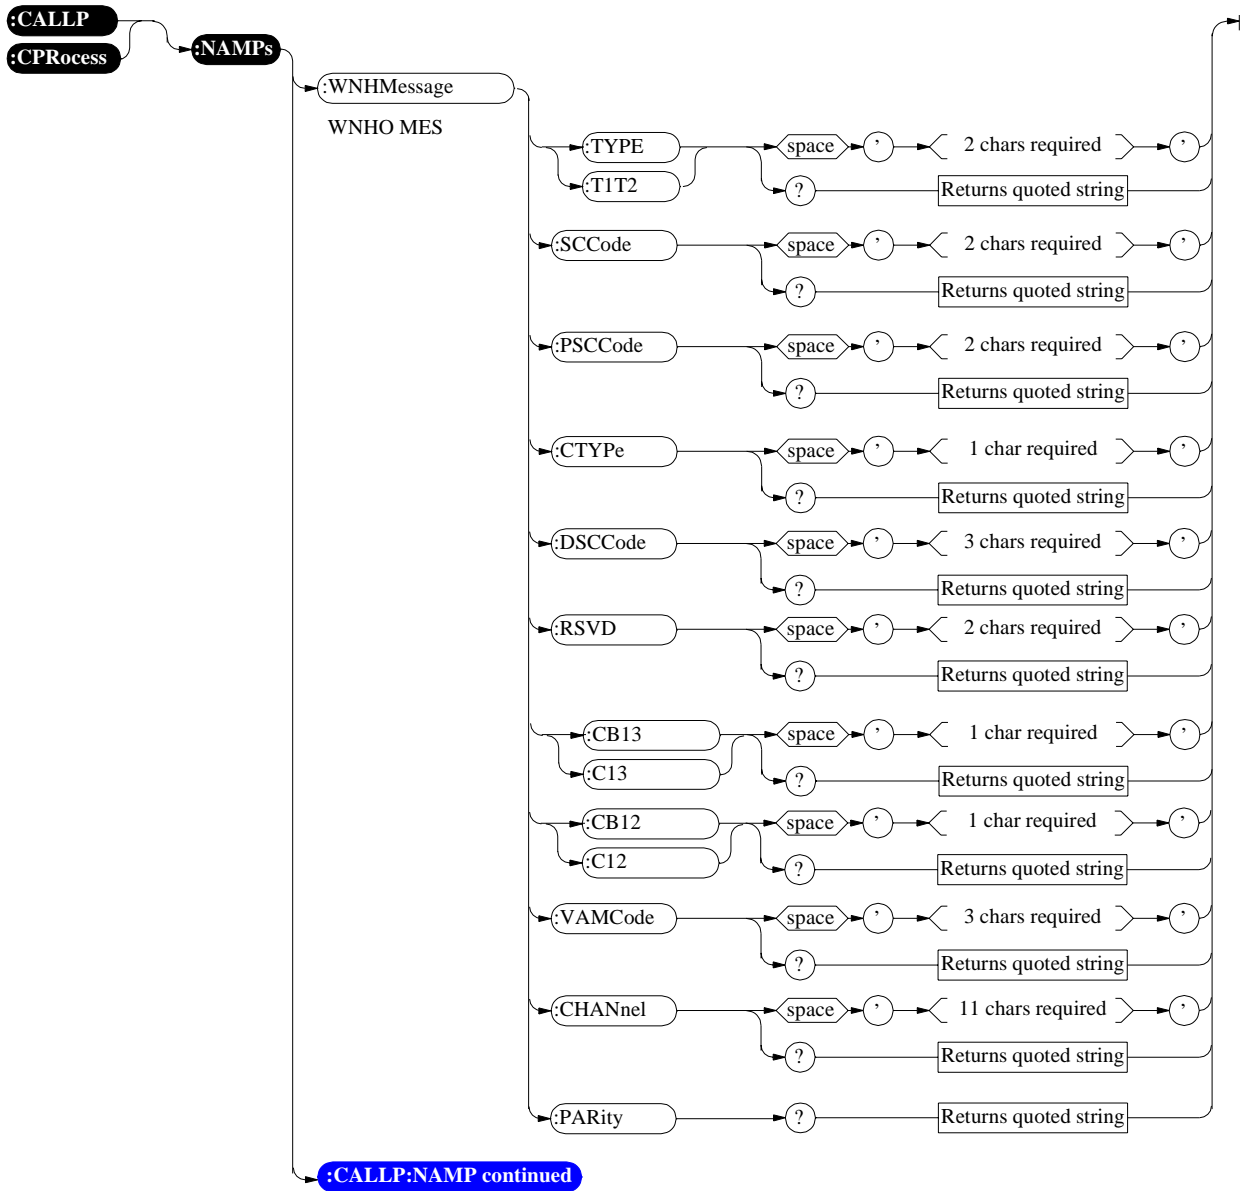 :CALLP
:CPRocess
:NAMPs
:WNHMessage
WNHO MES
:TYPE space ’ 2 chars required ’
:T1T2 ? Returns quoted string
:SCCode space ’ 2 chars required ’
? Returns quoted string
:PSCCode space ’ 2 chars required ’
? Returns quoted string
:CTYPe space ’ 1 char required ’
? Returns quoted string
:DSCCode space ’ 3 chars required ’
? Returns quoted string
:RSVD space ’ 2 chars required ’
? Returns quoted string
:CB13 space ’ 1 char required ’
:C13 ? Returns quoted string
:CB12 space ’ 1 char required ’
:C12 ? Returns quoted string
:VAMCode space ’ 3 chars required ’
? Returns quoted string
:CHANnel space ’ 11 chars required ’
? Returns quoted string
:PARity ? Returns quoted string
:CALLP:NAMP continued